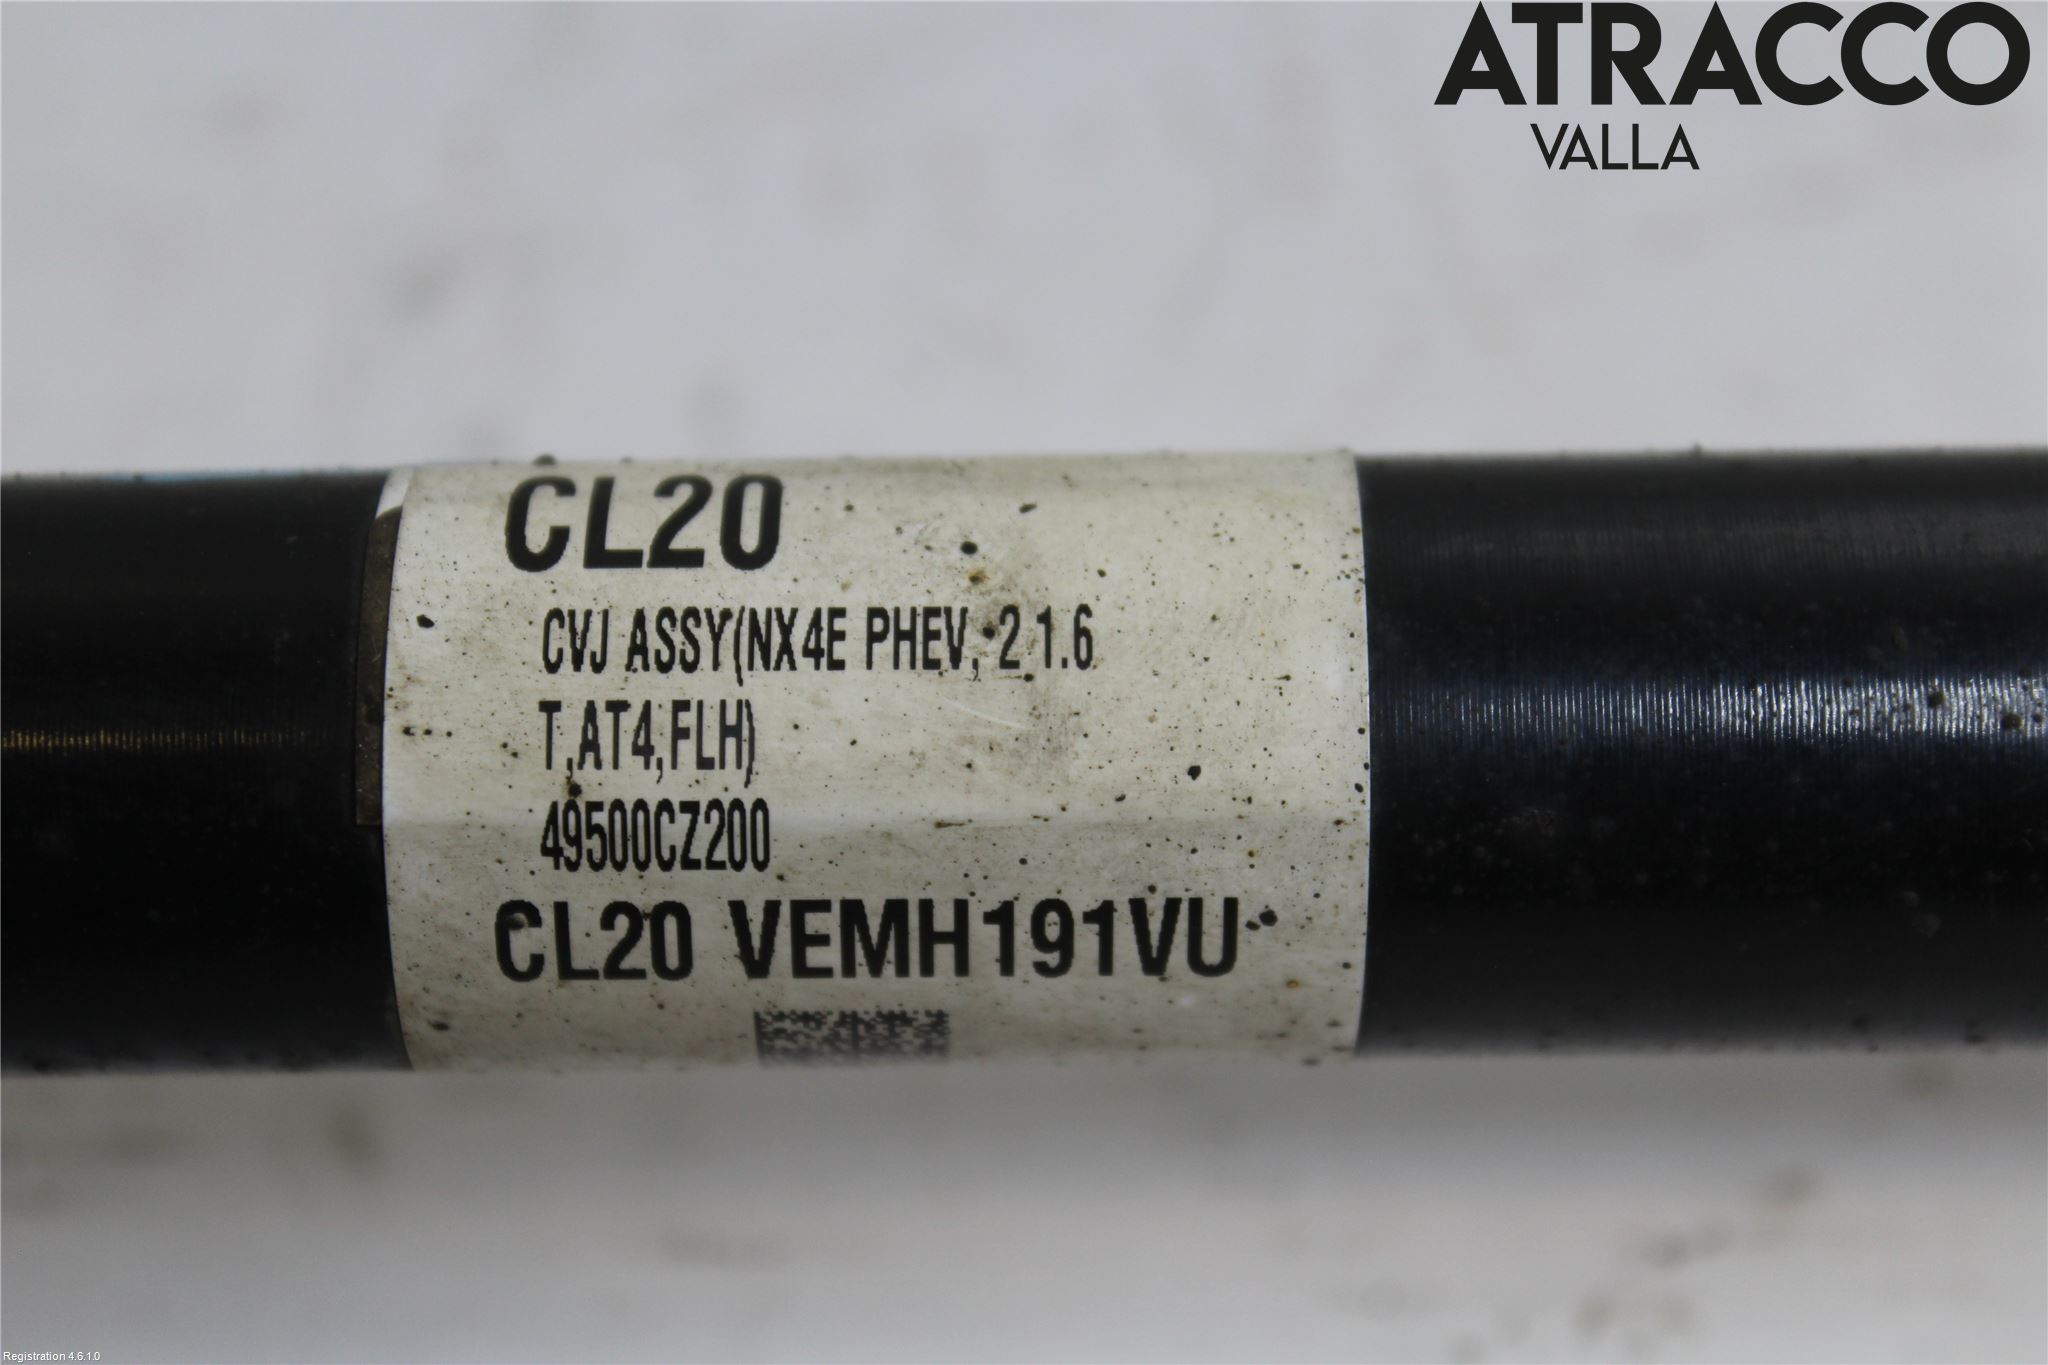 ATRACCO
VALLA
CL20
CVJ ASSY(NX4E PHEV, 2 1.6
T,AT4,FLH)
49500CZ200
CL20 VEMH191VU
Registration 4.6.1.0